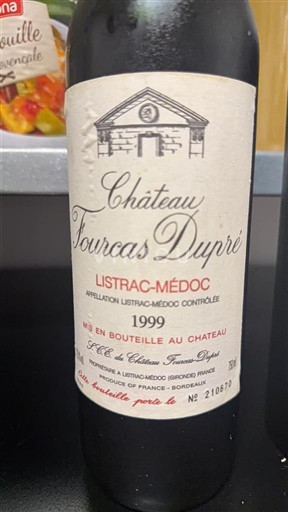 ona
ouille
ovençale
Château
Fourcas Dupré
LISTRAC-MÉDOC
APPELLATION LISTRAC-MÉDOC CONTRÔLÉE
1999
MIS EN BOUTEILLE AU CHATEAU
S.C.E. du Château Fourcas-Dupré
PROPRIÉTAIRE A LISTRAC-MÉDOC (GIRONDE) FRANCE
PRODUCE OF FRANCE - BORDEAUX
Cette bouteille porte le Nº 210670